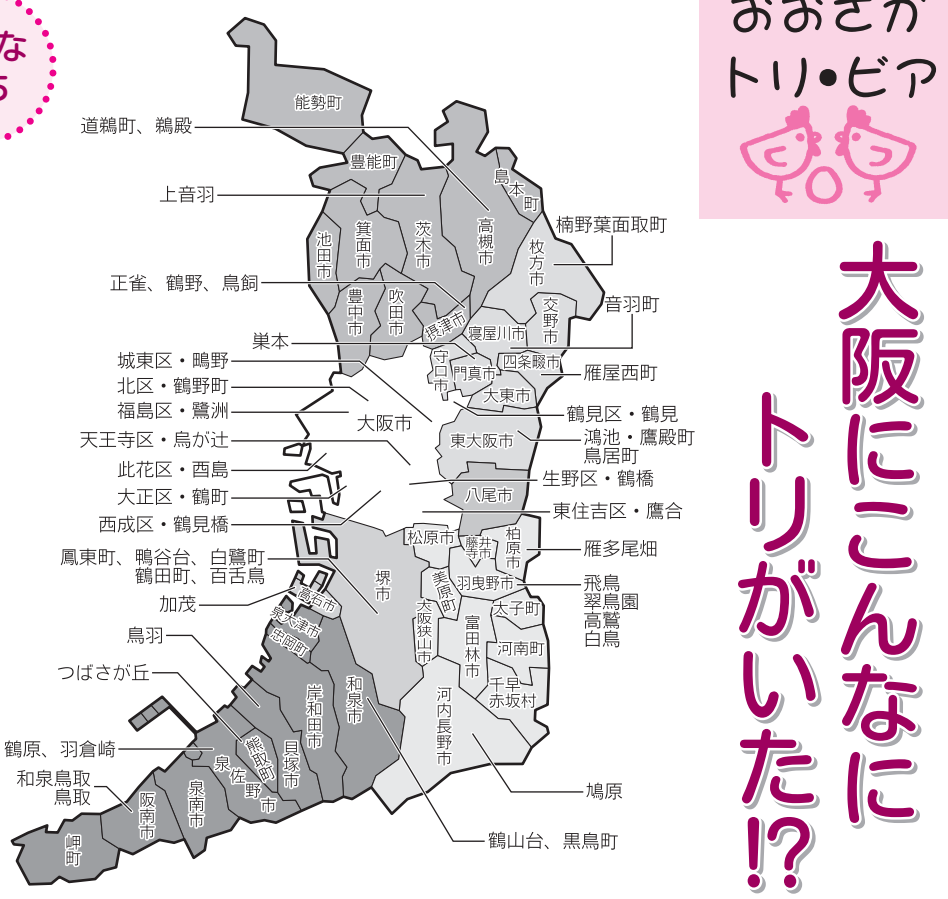 な
ち
おおさか
トリ・ビア
大阪にこんなに
トリがいた!?
能勢町
道鵜町、鵜殿
豊能町
上音羽
島本町
楠野葉面取町
池田市
箕面市
茨木市
高槻市
枚方市
正雀、鶴野、鳥飼
豊中市
吹田市
摂津市
寝屋川市
交野市
音羽町
巣本
守口市
門真市
四條畷市
雁屋西町
城東区・鴫野
北区・鶴野町
大東市
福島区・鷺洲
大阪市
鶴見区・鶴見
天王寺区・烏が辻
東大阪市
鴻池・鷹殿町
鳥居町
此花区・酉島
生野区・鶴橋
大正区・鶴町
八尾市
西成区・鶴見橋
東住吉区・鷹合
松原市
藤井寺市
柏原市
雁多尾畑
鳳東町、鴨谷台、白鷺町
鶴田町、百舌鳥
堺市
美原町
羽曳野市
飛鳥
翠鳥園
高鷲
白鳥
加茂
高石市
泉大津市
忠岡町
大阪狭山市
富田林市
太子町
河南町
鳥羽
つばさが丘
千早
赤坂村
和泉市
岸和田市
河内長野市
鶴原、羽倉崎
熊取町
貝塚市
泉佐野市
和泉鳥取
鳥取
泉南市
阪南市
岬町
鳩原
鶴山台、黒鳥町